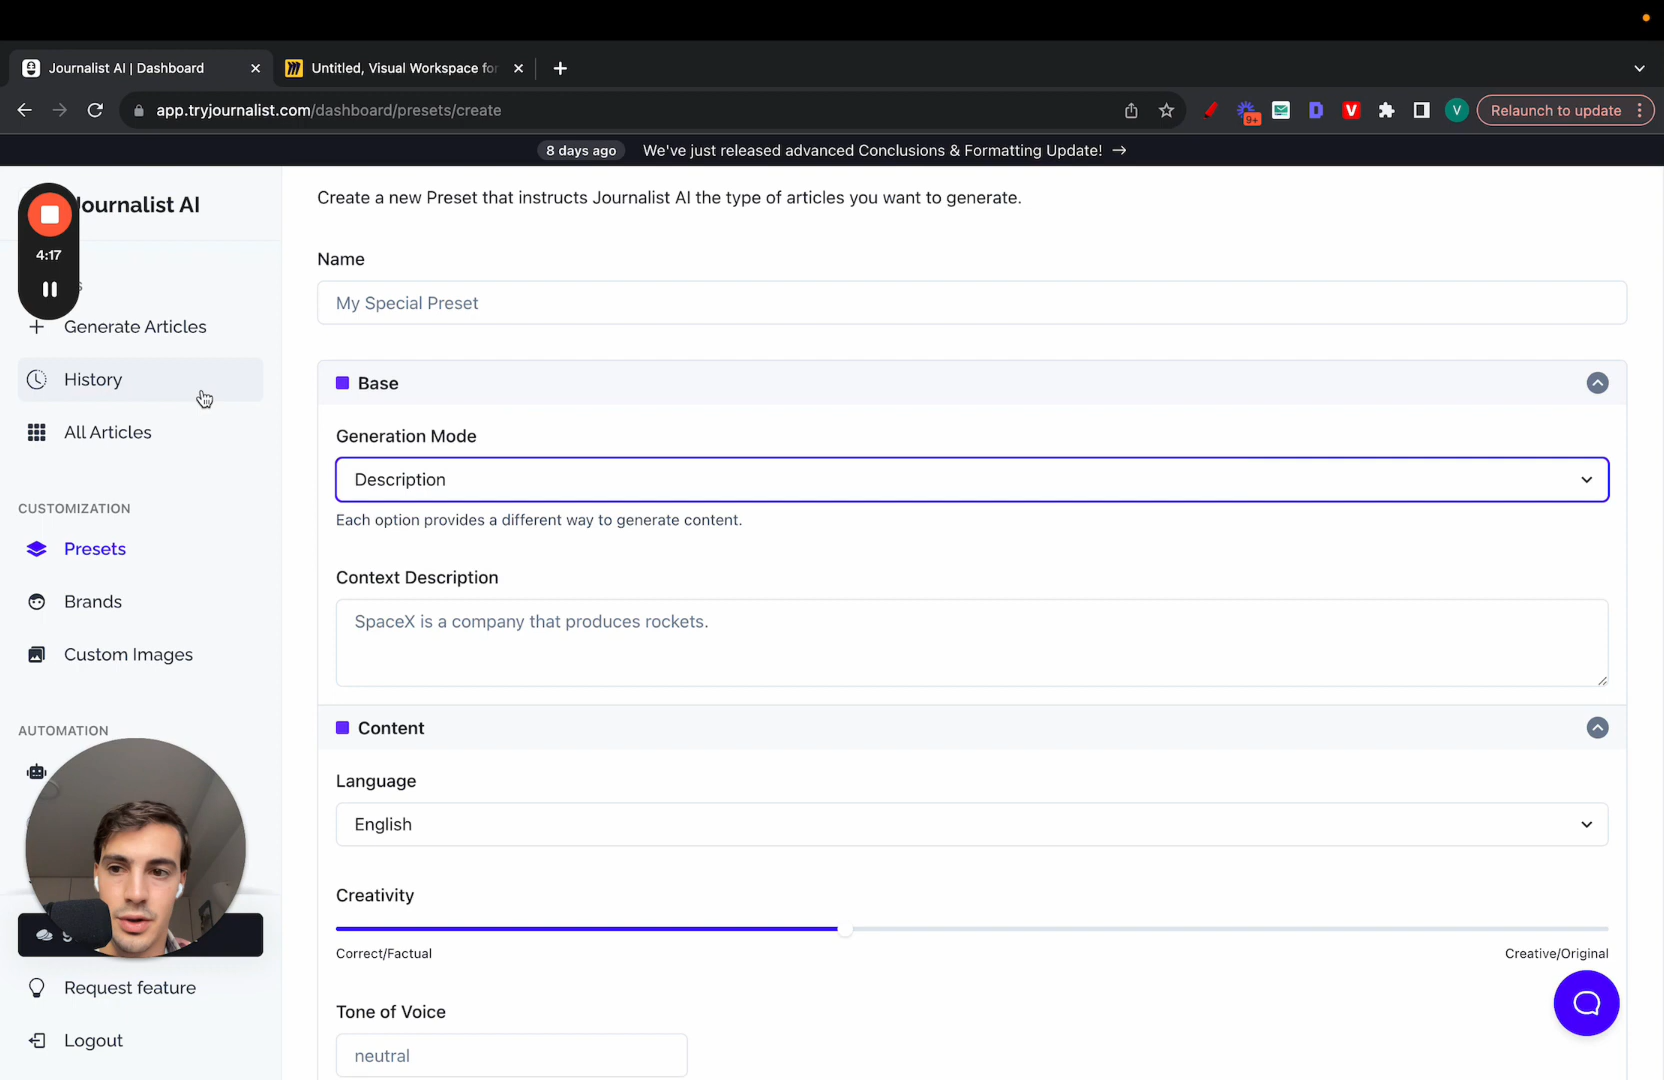 Journalist AI | Dashboard
Untitled, Visual Workspace for
app.tryjournalist.com/dashboard/presets/create
9+
D
V
V
Relaunch to update
8 days ago
We've just released advanced Conclusions & Formatting Update! →
Journalist AI
4:17
Generate Articles
History
All Articles
CUSTOMIZATION
Presets
Brands
Custom Images
AUTOMATION
Request feature
Logout
Create a new Preset that instructs Journalist AI the type of articles you want to generate.
Name
My Special Preset
Base
Generation Mode
Description
Each option provides a different way to generate content.
Context Description
SpaceX is a company that produces rockets.
Content
Language
English
Creativity
Correct/Factual
Creative/Original
Tone of Voice
neutral